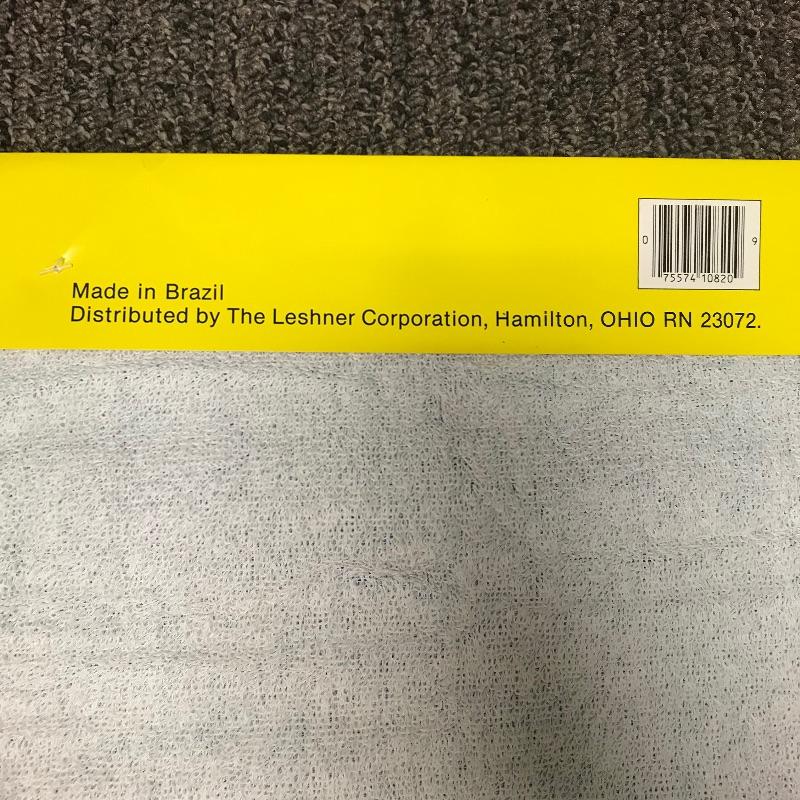 0 75574 10820 9
Made in Brazil
Distributed by The Leshner Corporation, Hamilton, OHIO RN 23072.